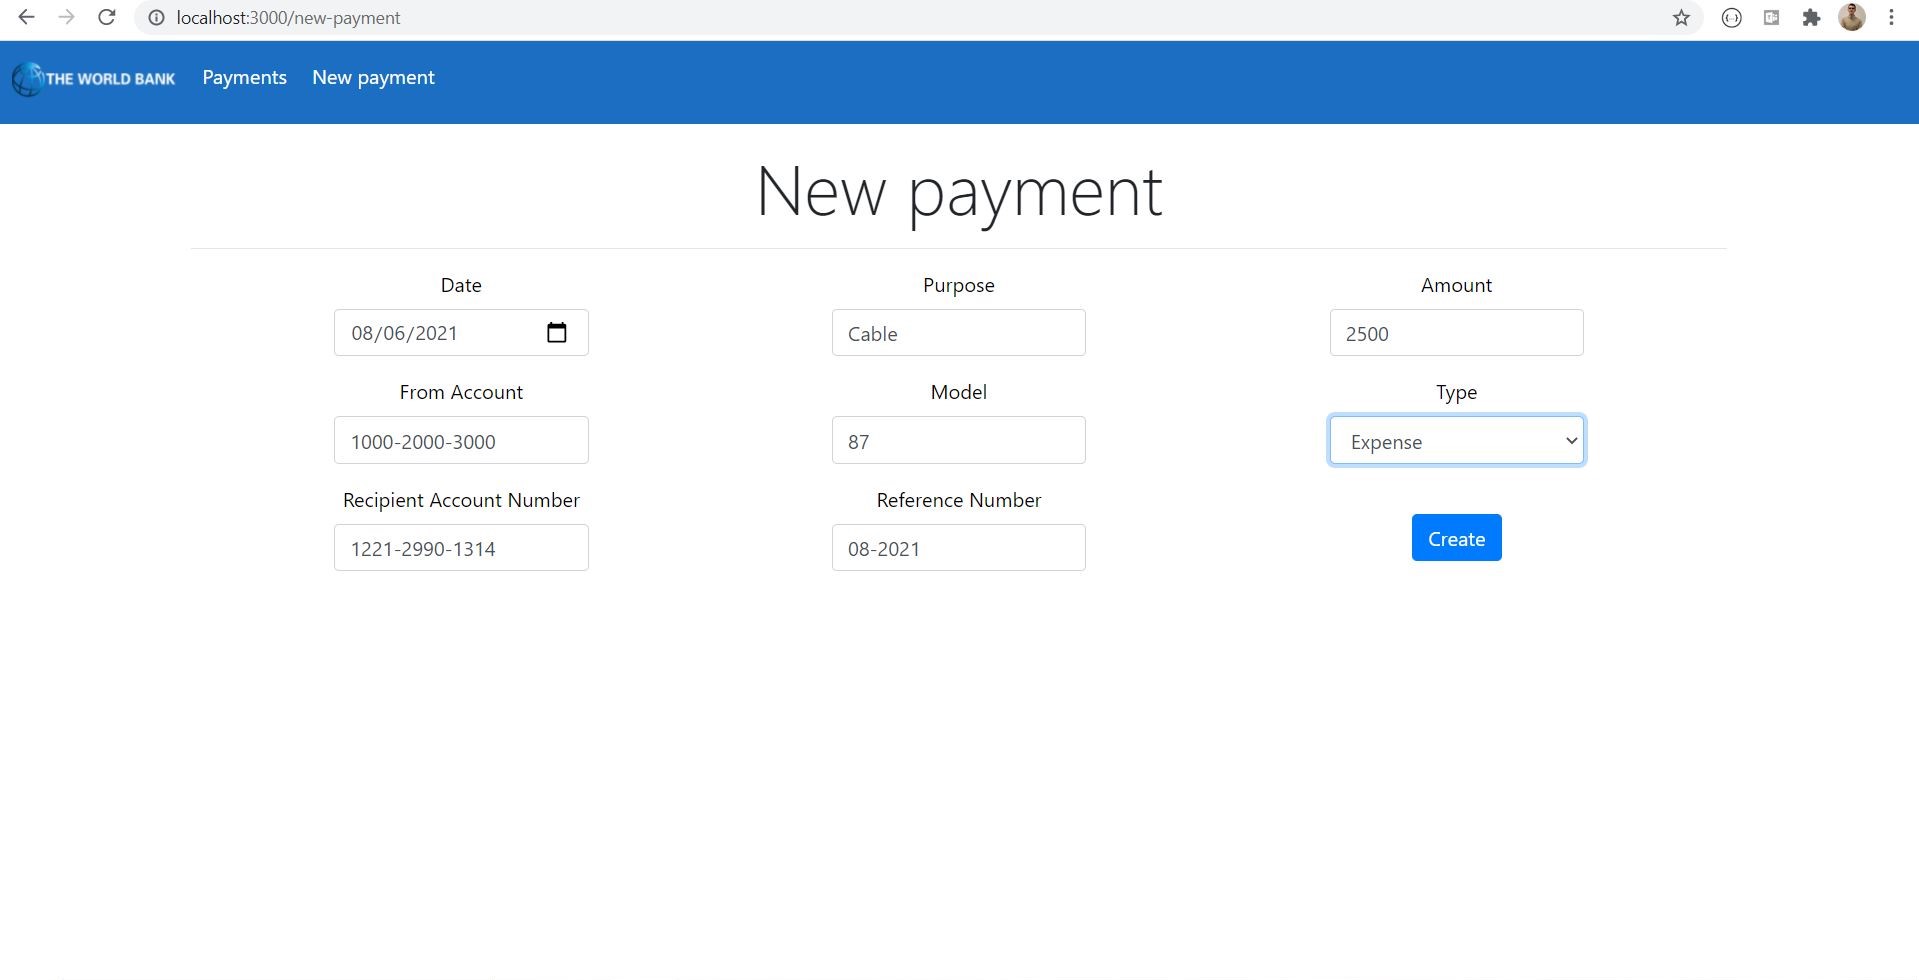 localhost:3000/new-payment
THE WORLD BANK Payments New payment
New payment
Date Purpose Amount
08/06/2021 Cable 2500
From Account Model Type
1000-2000-3000 87 Expense
Recipient Account Number Reference Number
1221-2990-1314 08-2021 Create